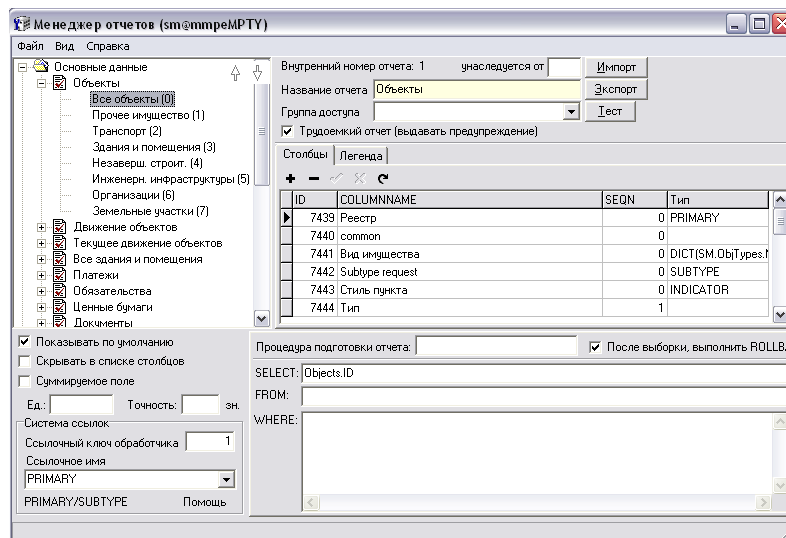 Менеджер отчетов (sm@mmpeMPTY)
Файл Вид Справка
Основные данные
Объекты
Все объекты (0)
Прочее имущество (1)
Транспорт (2)
Здания и помещения (3)
Незаверш. строит. (4)
Инженерн. инфраструктуры (5)
Организации (6)
Земельные участки (7)
Движение объектов
Текущее движение объектов
Все здания и помещения
Платежи
Обязательства
Ценные бумаги
Документы
Внутренний номер отчета: 1 унаследуется от Импорт
Название отчета Объекты Экспорт
Группа доступа Тест
Трудоемкий отчет (выдавать предупреждение)
Столбцы Легенда
ID COLUMNNAME SEQN Тип
7439 Реестр 0 PRIMARY
7440 common 0
7441 Вид имущества 0 DICT(SM.ObjTypes.N
7442 Subtype request 0 SUBTYPE
7443 Стиль пункта 0 INDICATOR
7444 Тип 1
Показывать по умолчанию
Скрывать в списке столбцов
Суммируемое поле
Ед.: Точность: зн.
Система ссылок
Ссылочный ключ обработчика 1
Ссылочное имя
PRIMARY
PRIMARY/SUBTYPE Помощь
Процедура подготовки отчета: После выборки, выполнить ROLLBA
SELECT: Objects.ID
FROM:
WHERE: